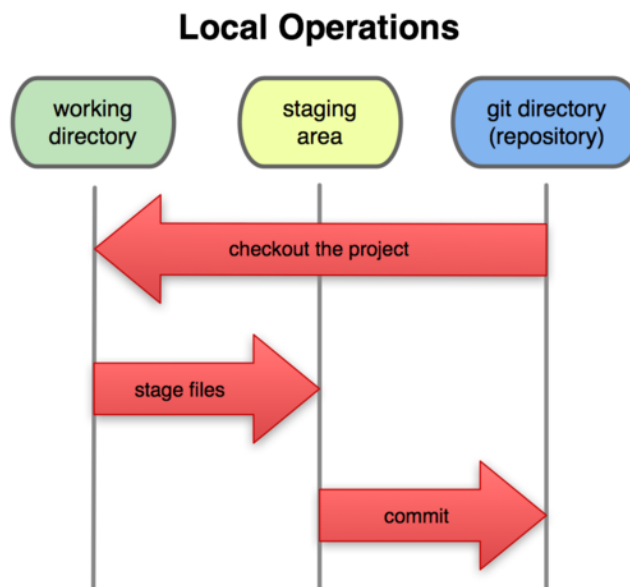 Local Operations
working
directory
staging
area
git directory
(repository)
checkout the project
stage files
commit